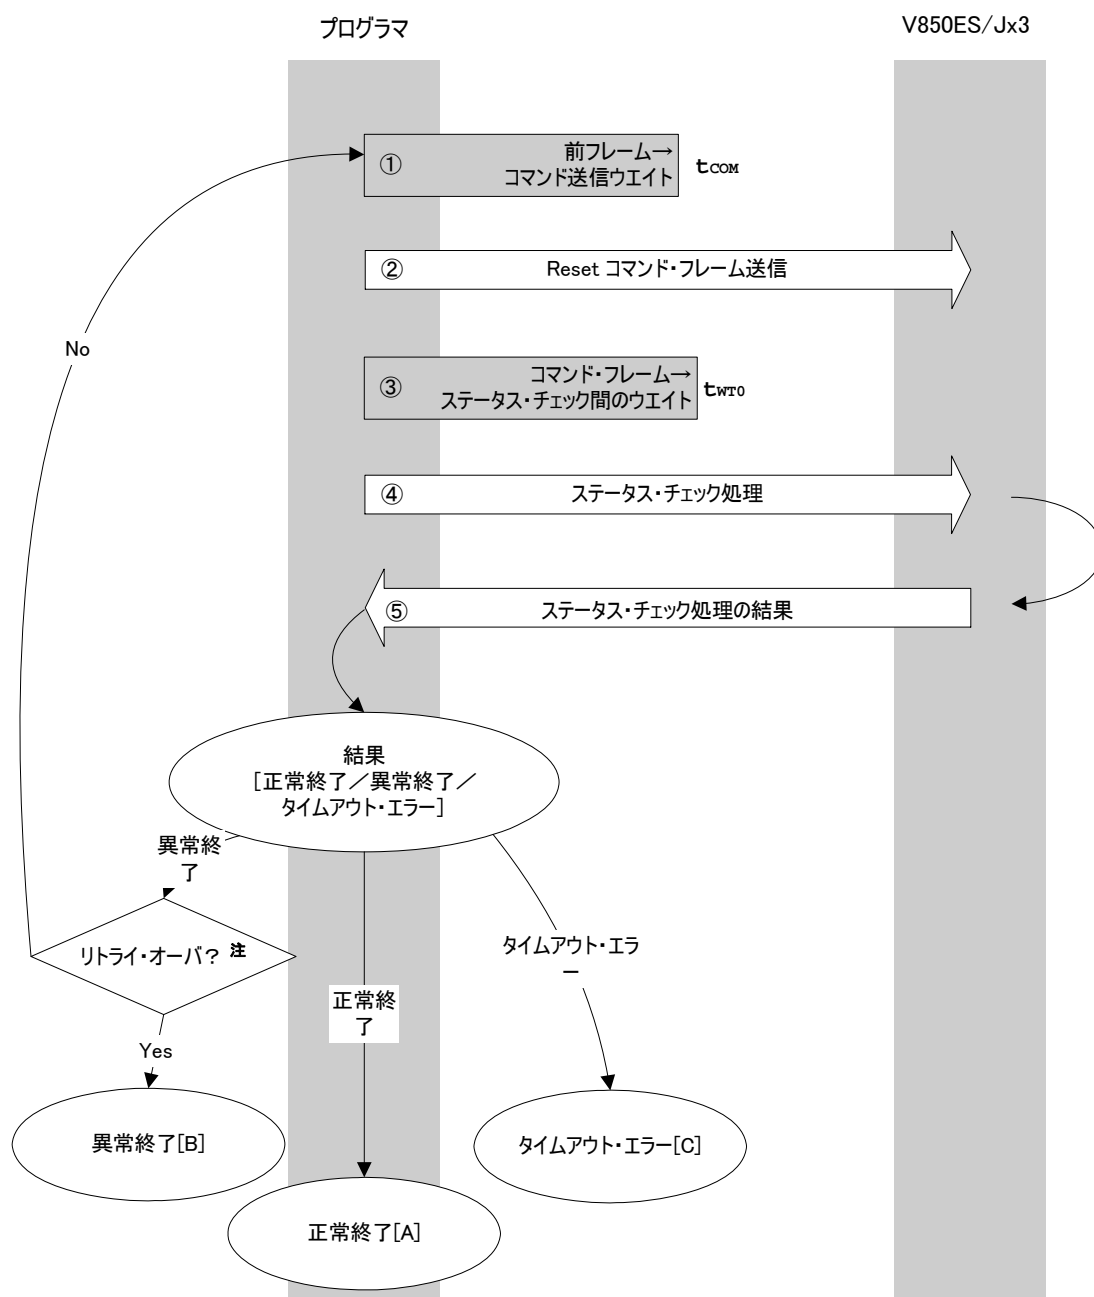 プログラマ
V850ES/Jx3
① 前フレーム→
コマンド送信ウエイト
tCOM
② Reset コマンド・フレーム送信
No
③ コマンド・フレーム→
ステータス・チェック間のウエイト
tWT0
④ ステータス・チェック処理
⑤ ステータス・チェック処理の結果
結果
[正常終了／異常終了／
タイムアウト・エラー]
異常終
了
リトライ・オーバ？ 注
タイムアウト・エラ
ー
正常終
了
Yes
異常終了[B]
タイムアウト・エラー[C]
正常終了[A]